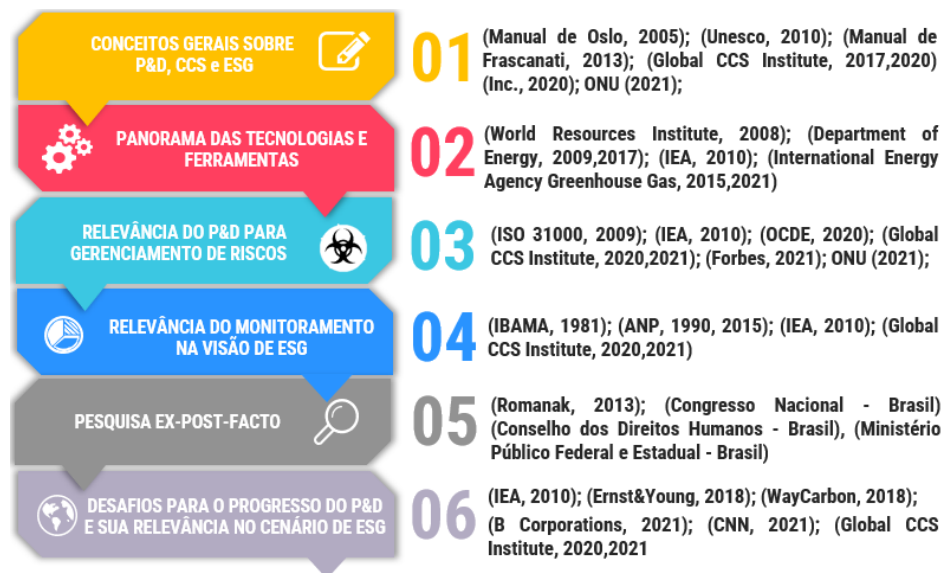 CONCEITOS GERAIS SOBRE
P&D, CCS e ESG
01
(Manual de Oslo, 2005); (Unesco, 2010); (Manual de
Frascanati, 2013); (Global CCS Institute, 2017,2020)
(Inc., 2020); ONU (2021);
PANORAMA DAS TECNOLOGIAS E
FERRAMENTAS
02
(World Resources Institute, 2008); (Department of
Energy, 2009,2017); (IEA, 2010); (International Energy
Agency Greenhouse Gas, 2015,2021)
RELEVÂNCIA DO P&D PARA
GERENCIAMENTO DE RISCOS
03
(ISO 31000, 2009); (IEA, 2010); (OCDE, 2020); (Global
CCS Institute, 2020,2021); (Forbes, 2021); ONU (2021);
RELEVÂNCIA DO MONITORAMENTO
NA VISÃO DE ESG
04
(IBAMA, 1981); (ANP, 1990, 2015); (IEA, 2010); (Global
CCS Institute, 2020,2021)
PESQUISA EX-POST-FACTO
05
(Romanak, 2013); (Congresso Nacional - Brasil)
(Conselho dos Direitos Humanos - Brasil), (Ministério
Público Federal e Estadual - Brasil)
DESAFIOS PARA O PROGRESSO DO P&D
E SUA RELEVÂNCIA NO CENÁRIO DE ESG
06
(IEA, 2010); (Ernst&Young, 2018); (WayCarbon, 2018);
(B Corporations, 2021); (CNN, 2021); (Global CCS
Institute, 2020,2021